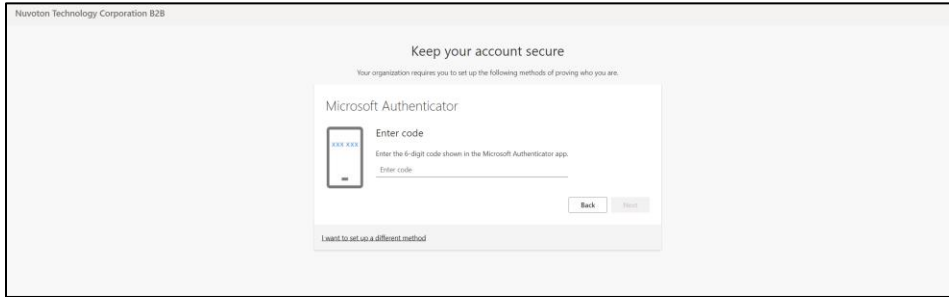 Nuvoton Technology Corporation B2B
Keep your account secure
Your organization requires you to set up the following methods of proving who you are.
Microsoft Authenticator
xxx xxx
Enter code
Enter the 6-digit code shown in the Microsoft Authenticator app.
Enter code
Back
Next
I want to set up a different method